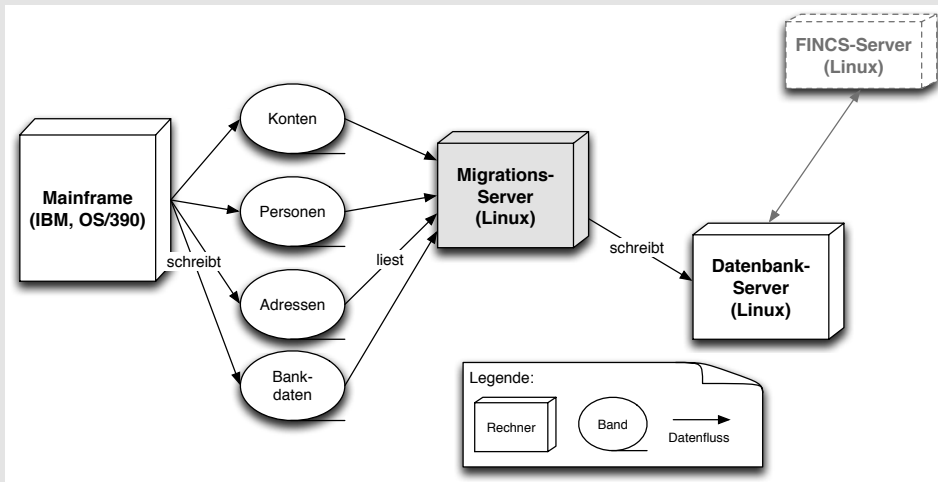 FINCS-Server
(Linux)
Konten
Mainframe
(IBM, OS/390)
Personen
Migrations-
Server
(Linux)
schreibt
liest
schreibt
Adressen
Datenbank-
Server
(Linux)
Bank-
daten
Legende:
Rechner
Band
Datenfluss